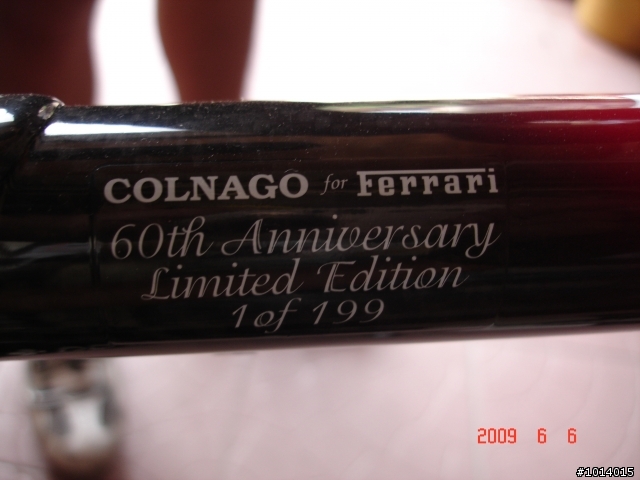 COLNAGO for Ferrari
60th Anniversary
Limited Edition
1 of 199
2009 6 6
#1014015